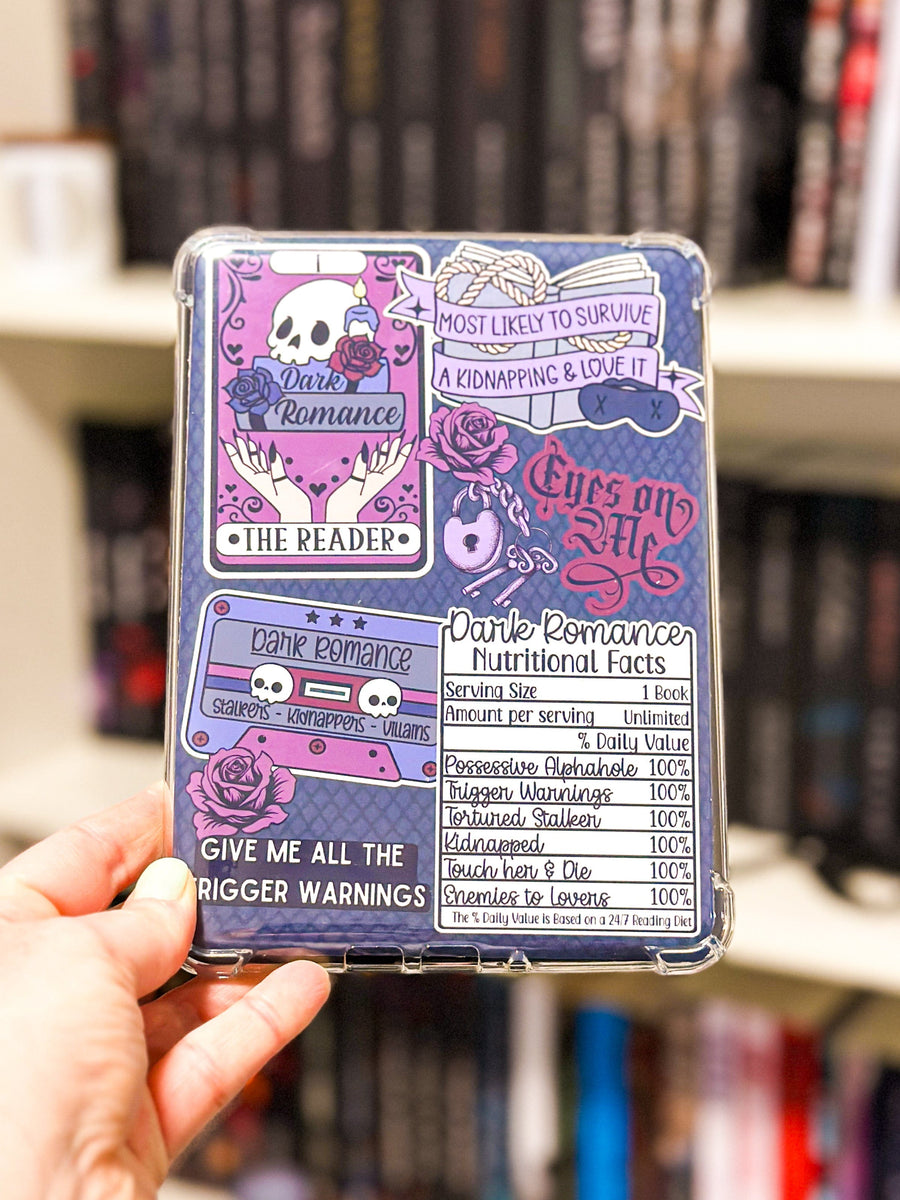 I
Dark
Romance
THE READER
MOST LIKELY TO SURVIVE
A KIDNAPPING & LOVE IT
Eyes on
Me
DARK ROMANCE
Stalkers - Kidnappers - Villains
GIVE ME ALL THE
TRIGGER WARNINGS
Dark Romance
Nutritional Facts
Serving Size 1 Book
Amount per serving Unlimited
% Daily Value
Possessive Alphahole 100%
Trigger Warnings 100%
Tortured Stalker 100%
Kidnapped 100%
Touch her & Die 100%
Enemies to Lovers 100%
The % Daily Value is Based on a 24/7 Reading Diet